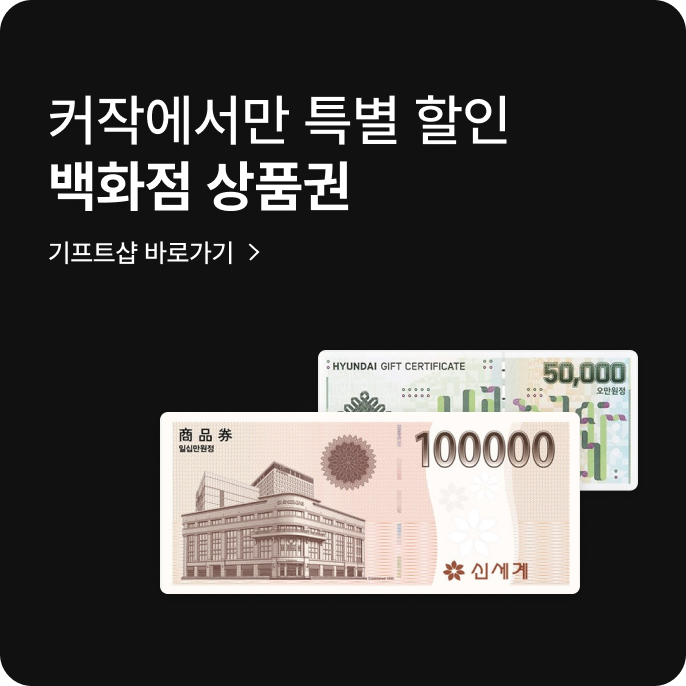 커작에서만 특별 할인
백화점 상품권
기프트샵 바로가기 >
HYUNDAI GIFT CERTIFICATE
50,000
오만원정
商品券
일십만원정
100000
신세계